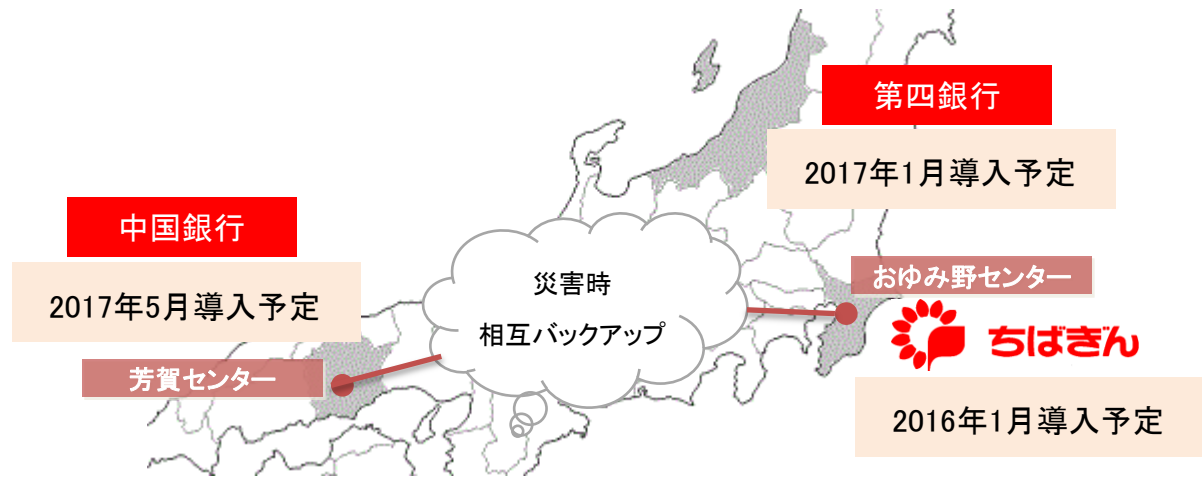 第四銀行
2017年1月導入予定
中国銀行
2017年5月導入予定
芳賀センター
災害時
相互バックアップ
おゆみ野センター
ちばぎん
2016年1月導入予定